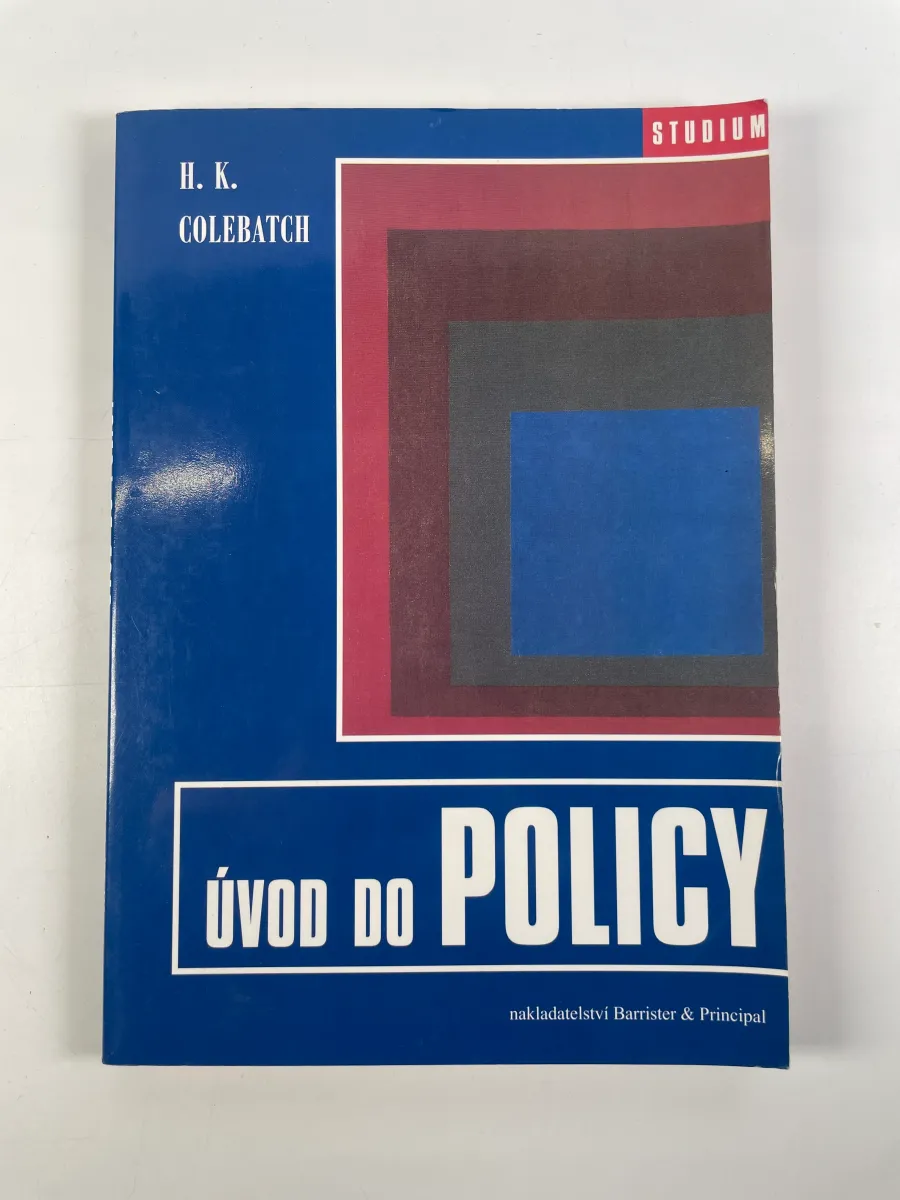 STUDIUM
H. K.
COLEBATCH
ÚVOD DO POLICY
nakladatelství Barrister & Principal